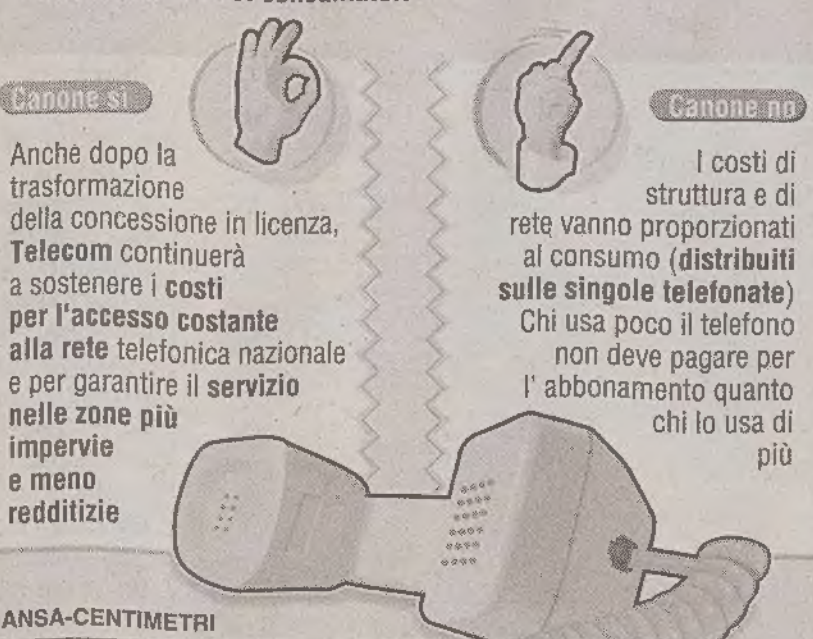 Canone sì
Anche dopo la
trasformazione
della concessione in licenza,
Telecom continuerà
a sostenere i costi
per l'accesso costante
alla rete telefonica nazionale
e per garantire il servizio
nelle zone più
impervie
e meno
redditizie
Canone no
I costi di
struttura e di
rete vanno proporzionati
al consumo (distribuiti
sulle singole telefonate)
Chi usa poco il telefono
non deve pagare per
l' abbonamento quanto
chi lo usa di
più
ANSA-CENTIMETRI